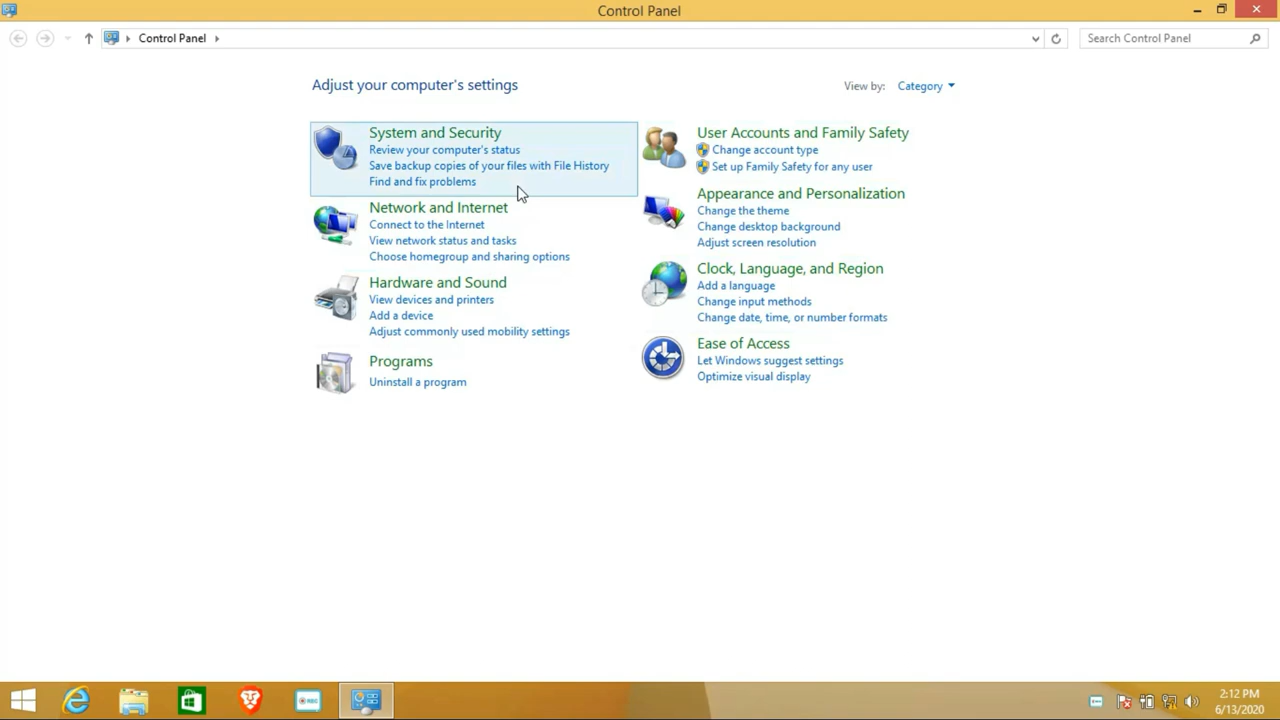 Control Panel
Control Panel
Search Control Panel
Adjust your computer's settings
View by: Category
System and Security
Review your computer's status
Save backup copies of your files with File History
Find and fix problems
Network and Internet
Connect to the Internet
View network status and tasks
Choose homegroup and sharing options
Hardware and Sound
View devices and printers
Add a device
Adjust commonly used mobility settings
Programs
Uninstall a program
User Accounts and Family Safety
Change account type
Set up Family Safety for any user
Appearance and Personalization
Change the theme
Change desktop background
Adjust screen resolution
Clock, Language, and Region
Add a language
Change input methods
Change date, time, or number formats
Ease of Access
Let Windows suggest settings
Optimize visual display
2:12 PM
6/13/2020